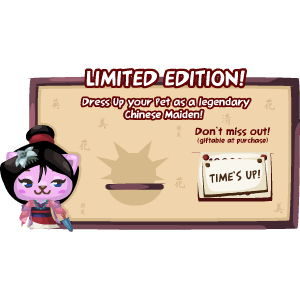 LIMITED EDITION!
Dress Up your Pet as a legendary
Chinese Maiden!
Don't miss out!
(giftable at purchase)
TIME'S UP!